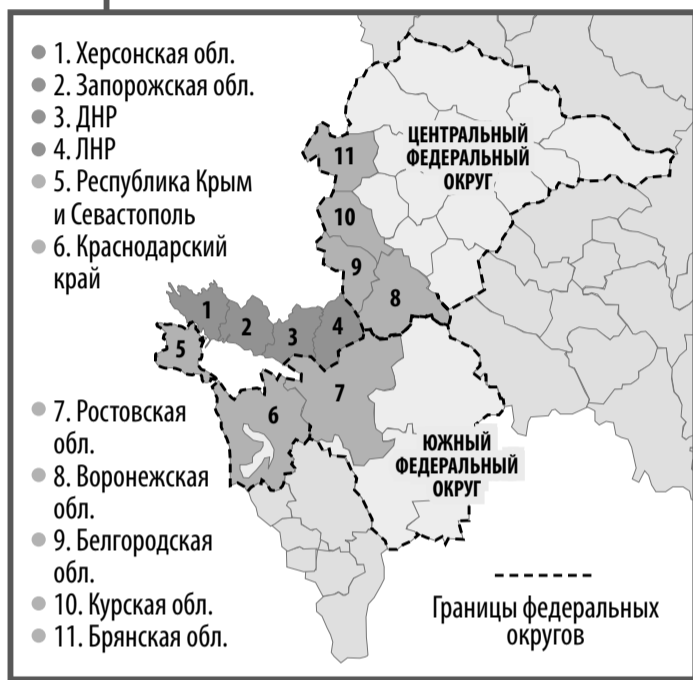 1. Херсонская обл.
2. Запорожская обл.
3. ДНР
4. ЛНР
5. Республика Крым
и Севастополь
6. Краснодарский
край
7. Ростовская
обл.
8. Воронежская
обл.
9. Белгородская
обл.
10. Курская обл.
11. Брянская обл.
ЦЕНТРАЛЬНЫЙ
ФЕДЕРАЛЬНЫЙ
ОКРУГ
11
10
9
8
1
2
3
4
5
6
7
ЮЖНЫЙ
ФЕДЕРАЛЬНЫЙ
ОКРУГ
Границы федеральных
округов